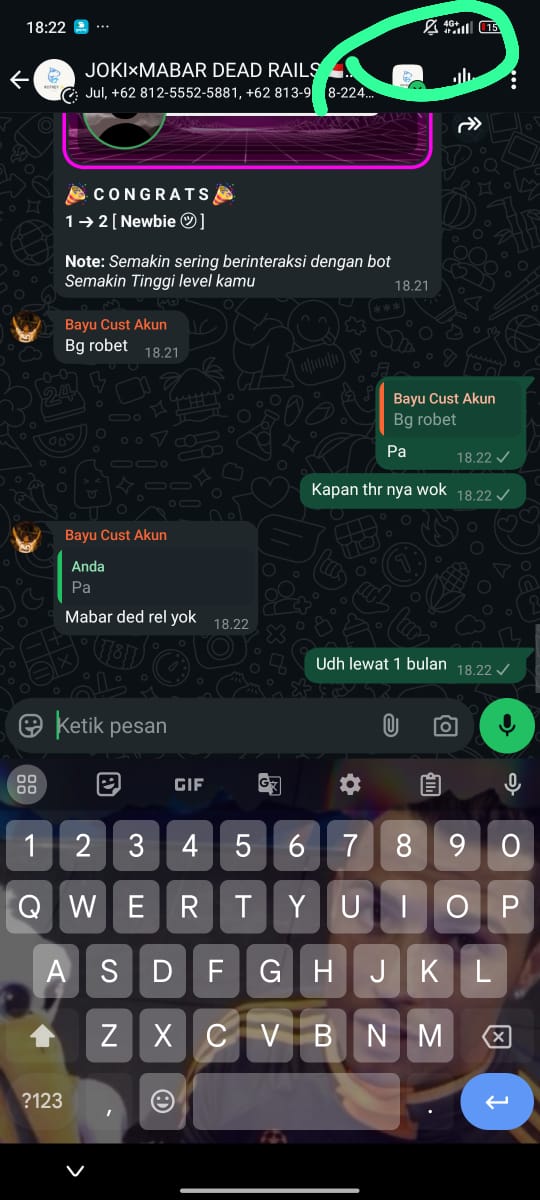 18:22
4G+
15
JOKI×MABAR DEAD RAILS
Jul, +62 812-5552-5881, +62 813-9 8-224...
CONGRATS
1 → 2 [ Newbie ㋡ ]
Note: Semakin sering berinteraksi dengan bot
Semakin Tinggi level kamu
18.21
Bayu Cust Akun
Bg robet
18.21
Bayu Cust Akun
Bg robet
Pa
18.22
Kapan thr nya wok
18.22
Bayu Cust Akun
Anda
Pa
Mabar ded rel yok
18.22
Udh lewat 1 bulan
18.22
Ketik pesan
GIF
1 2 3 4 5 6 7 8 9 0
Q W E R T Y U I O P
A S D F G H J K L
Z X C V B N M
?123 , .